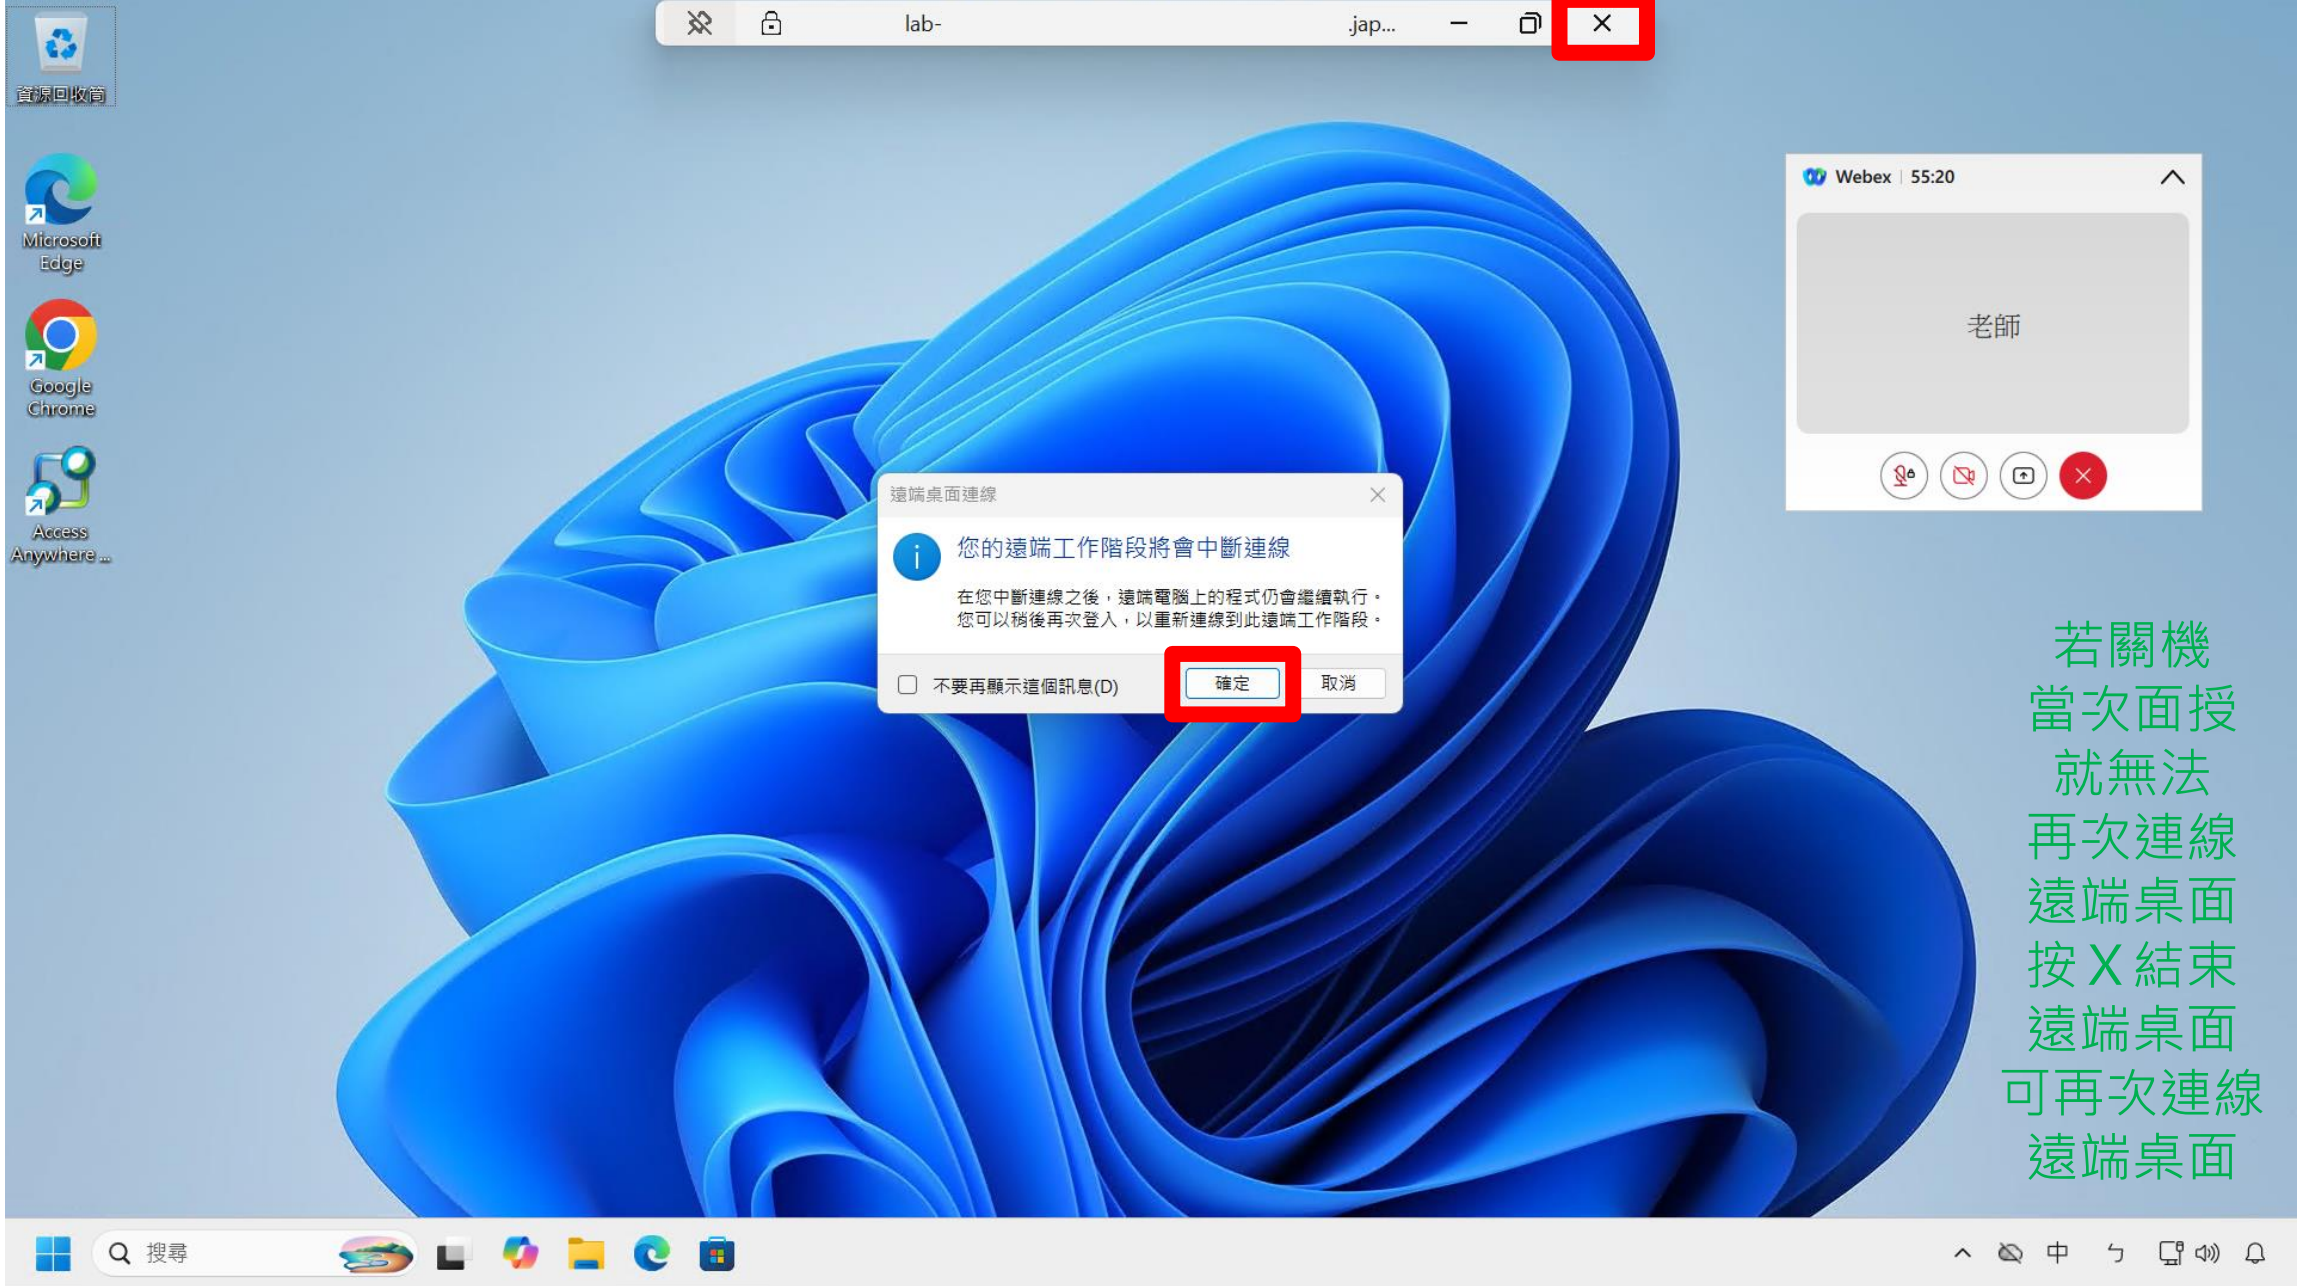 lab-
.jap...
資源回收筒
Microsoft
Edge
Google
Chrome
Access
Anywhere ...
Webex | 55:20
老師
遠端桌面連線
您的遠端工作階段將會中斷連線
在您中斷連線之後，遠端電腦上的程式仍會繼續執行。
您可以稍後再次登入，以重新連線到此遠端工作階段。
不要再顯示這個訊息(D)
確定
取消
若關機
當次面授
就無法
再次連線
遠端桌面
按X結束
遠端桌面
可再次連線
遠端桌面
搜尋
中
ㄅ